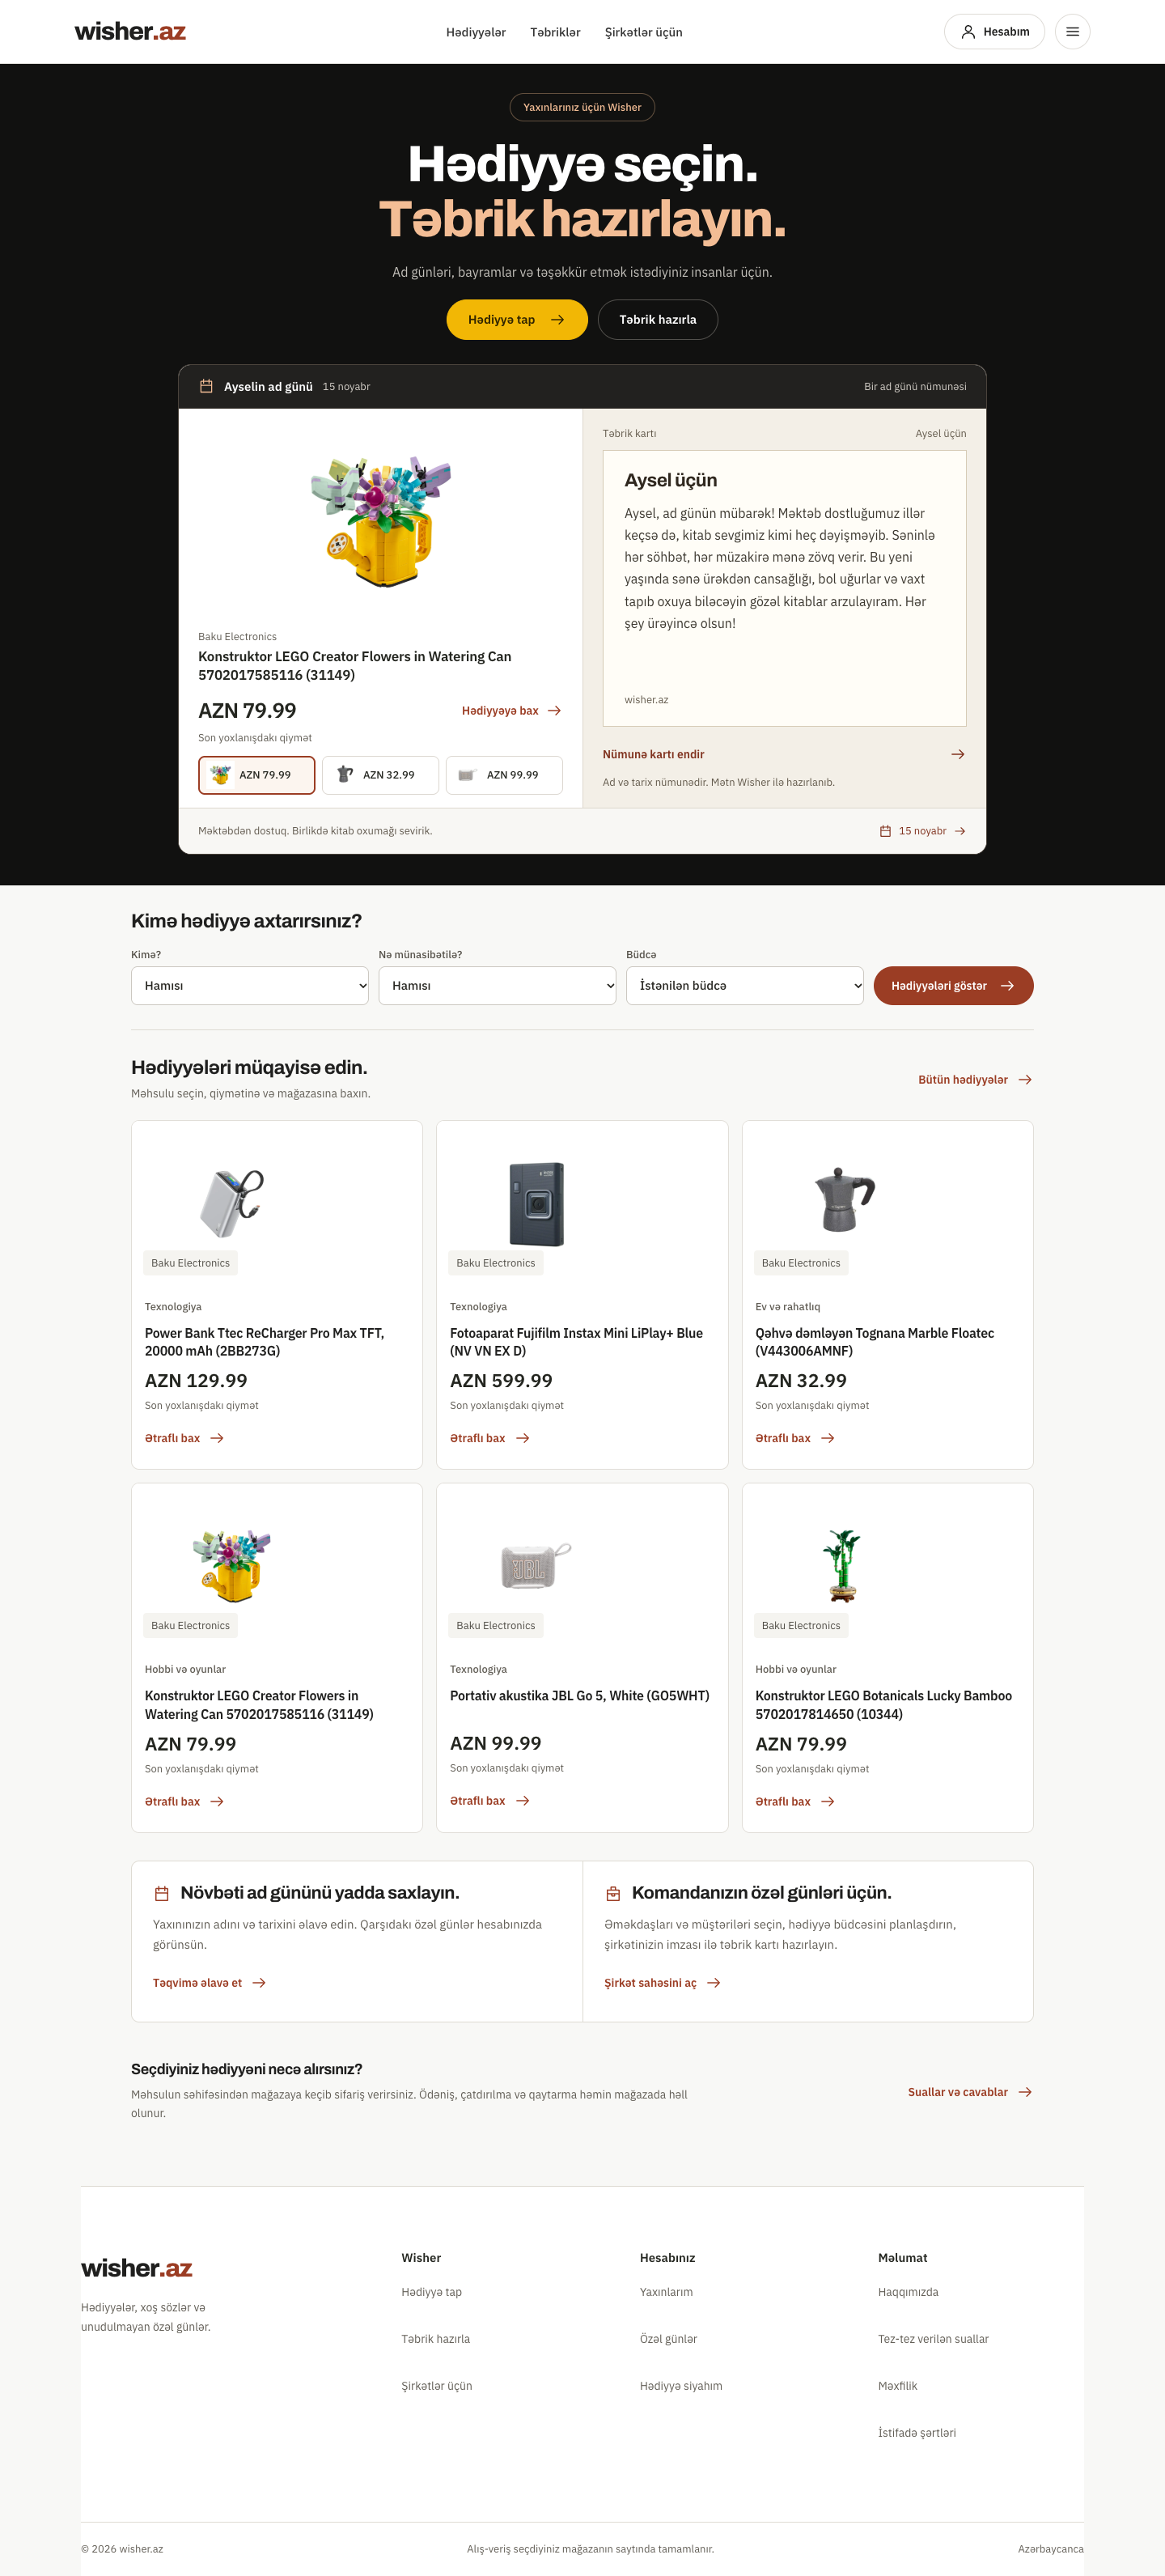 wisher.az
Hədiyyələr
Təbriklər
Şirkətlər üçün
Hesabım
Yaxınlarınız üçün Wisher
Hədiyyə seçin.
Təbrik hazırlayın.
Ad günləri, bayramlar və təşəkkür etmək istədiyiniz insanlar üçün.
Hədiyyə tap
Təbrik hazırla
Ayselin ad günü
15 noyabr
Bir ad günü nümunəsi
Baku Electronics
Konstruktor LEGO Creator Flowers in Watering Can
5702017585116 (31149)
AZN 79.99
Hədiyyəyə bax
Son yoxlanışdakı qiymət
AZN 79.99
AZN 32.99
AZN 99.99
Təbrik kartı
Aysel üçün
Aysel üçün
Aysel, ad günün mübarək! Məktəb dostluğumuz illər
keçsə də, kitab sevgimiz kimi heç dəyişməyib. Səninlə
hər söhbət, hər müzakirə mənə zövq verir. Bu yeni
yaşında sənə ürəkdən cansağlığı, bol uğurlar və vaxt
tapıb oxuya biləcəyin gözəl kitablar arzulayıram. Hər
şey ürəyincə olsun!
wisher.az
Nümunə kartı endir
Ad və tarix nümunədir. Mətn Wisher ilə hazırlanıb.
Məktəbdən dostuq. Birlikdə kitab oxumağı sevirik.
15 noyabr
Kimə hədiyyə axtarırsınız?
Kimə?
Nə münasibətilə?
Büdcə
Hamısı
Hamısı
İstənilən büdcə
Hədiyyələri göstər
Hədiyyələri müqayisə edin.
Məhsulu seçin, qiymətinə və mağazasına baxın.
Bütün hədiyyələr
Baku Electronics
Texnologiya
Power Bank Ttec ReCharger Pro Max TFT,
20000 mAh (2BB273G)
AZN 129.99
Son yoxlanışdakı qiymət
Ətraflı bax
Baku Electronics
Texnologiya
Fotoaparat Fujifilm Instax Mini LiPlay+ Blue
(NV VN EX D)
AZN 599.99
Son yoxlanışdakı qiymət
Ətraflı bax
Baku Electronics
Ev və rahatlıq
Qəhvə dəmləyən Tognana Marble Floatec
(V443006AMNF)
AZN 32.99
Son yoxlanışdakı qiymət
Ətraflı bax
Baku Electronics
Hobbi və oyunlar
Konstruktor LEGO Creator Flowers in
Watering Can 5702017585116 (31149)
AZN 79.99
Son yoxlanışdakı qiymət
Ətraflı bax
JBL
Baku Electronics
Texnologiya
Portativ akustika JBL Go 5, White (GO5WHT)
AZN 99.99
Son yoxlanışdakı qiymət
Ətraflı bax
Baku Electronics
Hobbi və oyunlar
Konstruktor LEGO Botanicals Lucky Bamboo
5702017814650 (10344)
AZN 79.99
Son yoxlanışdakı qiymət
Ətraflı bax
Növbəti ad gününü yadda saxlayın.
Yaxınınızın adını və tarixini əlavə edin. Qarşıdakı özəl günlər hesabınızda
görünsün.
Təqvimə əlavə et
Komandanızın özəl günləri üçün.
Əməkdaşları və müştəriləri seçin, hədiyyə büdcəsini planlaşdırın,
şirkətinizin imzası ilə təbrik kartı hazırlayın.
Şirkət sahəsini aç
Seçdiyiniz hədiyyəni necə alırsınız?
Məhsulun səhifəsindən mağazaya keçib sifariş verirsiniz. Ödəniş, çatdırılma və qaytarma həmin mağazada həll
olunur.
Suallar və cavablar
wisher.az
Hədiyyələr, xoş sözlər və
unudulmayan özəl günlər.
Wisher
Hədiyyə tap
Təbrik hazırla
Şirkətlər üçün
Hesabınız
Yaxınlarım
Özəl günlər
Hədiyyə siyahım
Məlumat
Haqqımızda
Tez-tez verilən suallar
Məxfilik
İstifadə şərtləri
© 2026 wisher.az
Alış-veriş seçdiyiniz mağazanın saytında tamamlanır.
Azərbaycanca